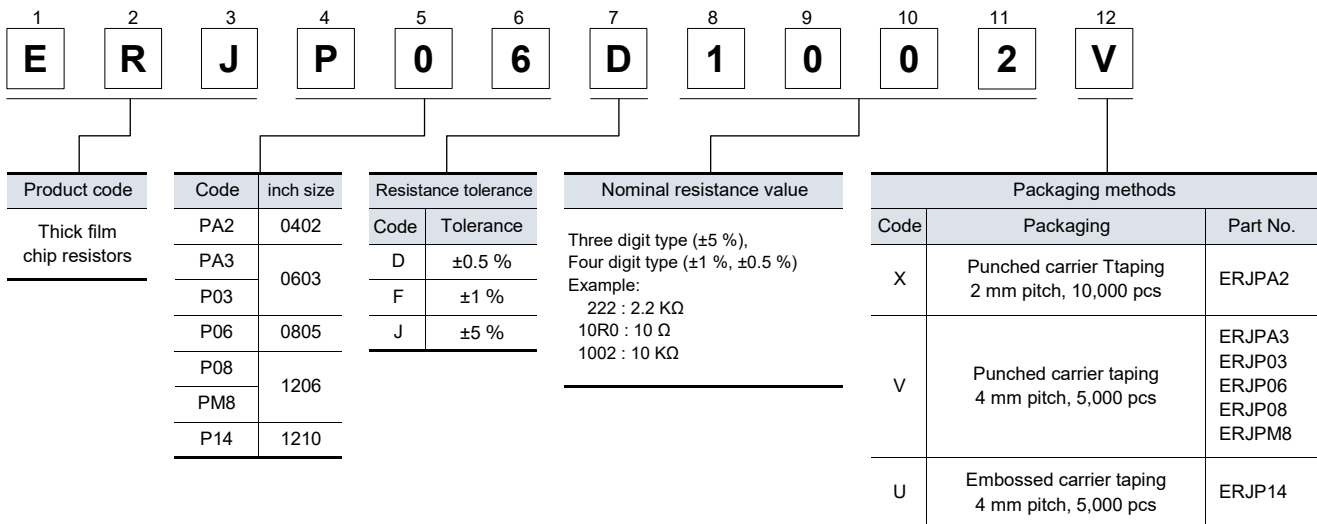 1 2 3 4 5 6 7 8 9 10 11 12
E R J P 0 6 D 1 0 0 2 V
Product code
Thick film
chip resistors
Code inch size
PA2 0402
PA3
0603
P03
P06 0805
P08
1206
PM8
P14 1210
Resistance tolerance
Code Tolerance
D ±0.5 %
F ±1 %
J ±5 %
Nominal resistance value
Three digit type (±5 %),
Four digit type (±1 %, ±0.5 %)
Example:
222 : 2.2 KΩ
10R0 : 10 Ω
1002 : 10 KΩ
Packaging methods
Code Packaging Part No.
X Punched carrier Ttaping
2 mm pitch, 10,000 pcs ERJPA2
V Punched carrier taping
4 mm pitch, 5,000 pcs
ERJPA3
ERJP03
ERJP06
ERJP08
ERJPM8
U Embossed carrier taping
4 mm pitch, 5,000 pcs ERJP14